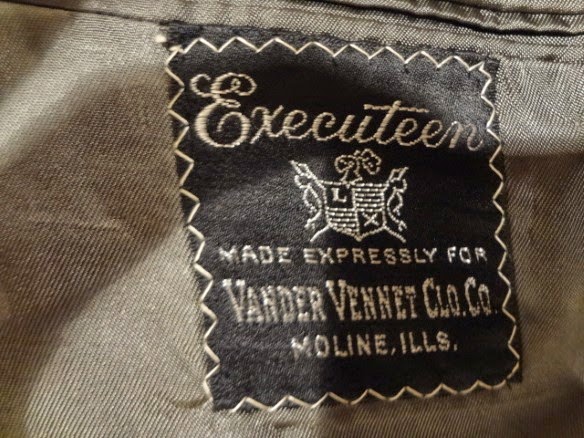 Executeen
L
X
MADE EXPRESSLY FOR
VANDER VENNET CLO. CO.
MOLINE, ILLS.